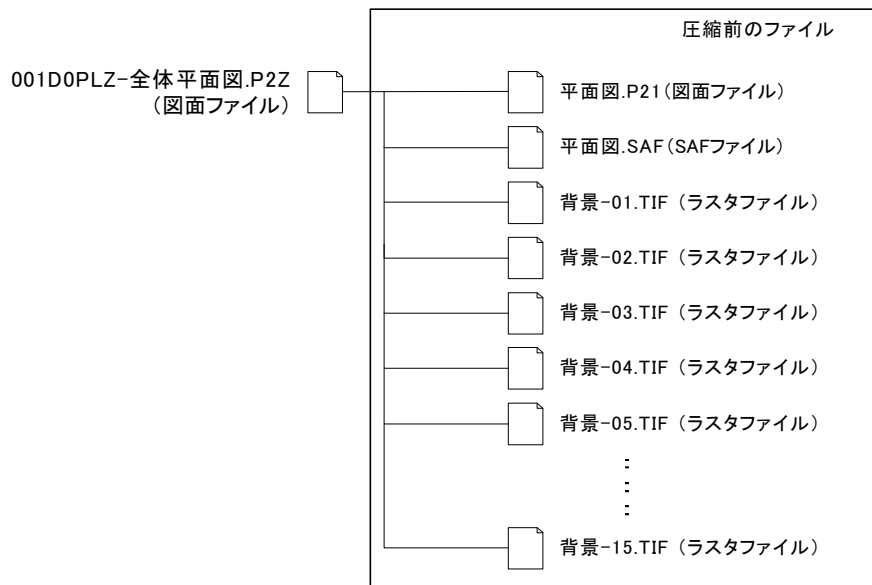 圧縮前のファイル
001D0PLZ-全体平面図.P2Z
(図面ファイル)
平面図.P21(図面ファイル)
平面図.SAF(SAFファイル)
背景-01.TIF (ラスタファイル)
背景-02.TIF (ラスタファイル)
背景-03.TIF (ラスタファイル)
背景-04.TIF (ラスタファイル)
背景-05.TIF (ラスタファイル)
背景-15.TIF (ラスタファイル)